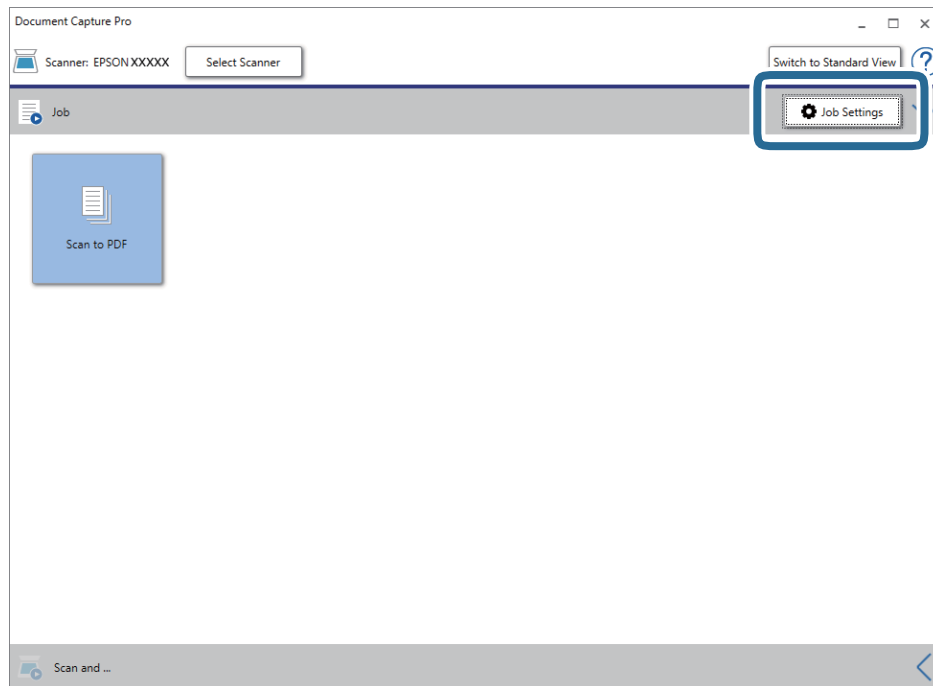 Document Capture Pro
Scanner: EPSON XXXXX
Select Scanner
Switch to Standard View
?
Job
Job Settings
Scan to PDF
Scan and ...